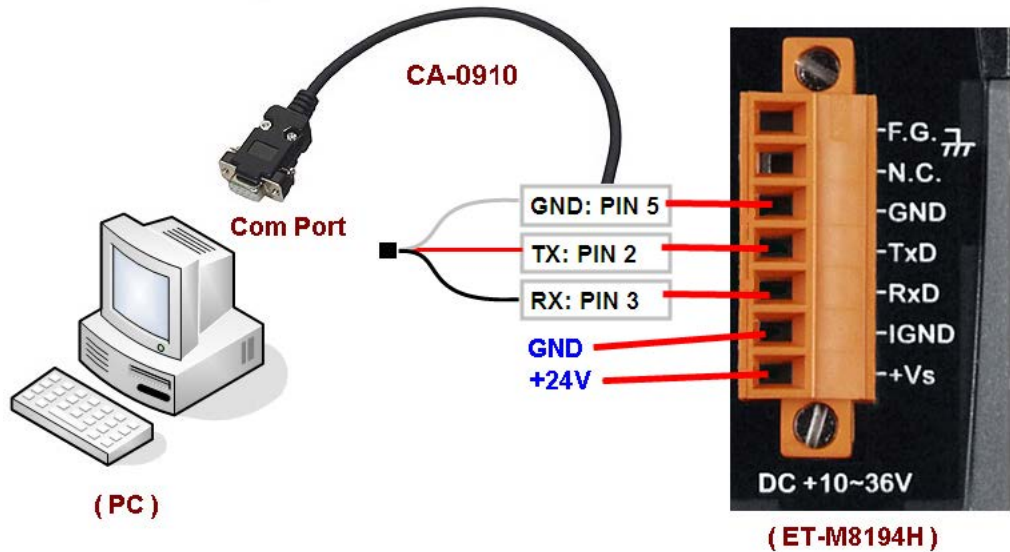 CA-0910
Com Port
GND: PIN 5
TX: PIN 2
RX: PIN 3
GND
+24V
F.G.
N.C.
GND
TxD
RxD
IGND
+Vs
DC +10~36V
( PC )
( ET-M8194H )